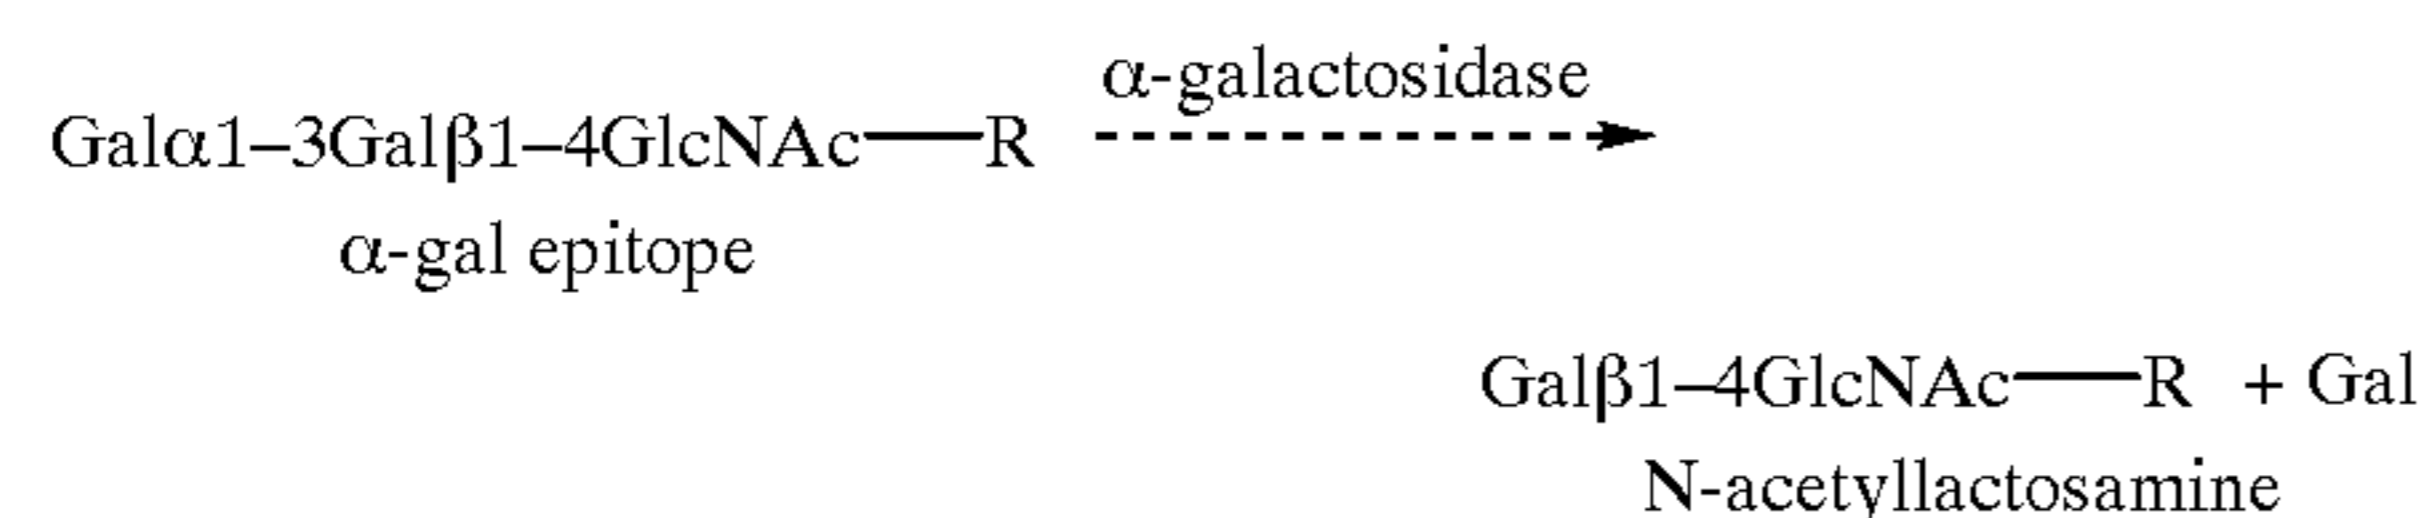 α-galactosidase
Galα1–3Galβ1–4GlcNAc—R
α-gal epitope
Galβ1–4GlcNAc—R + Gal
N-acetyllactosamine